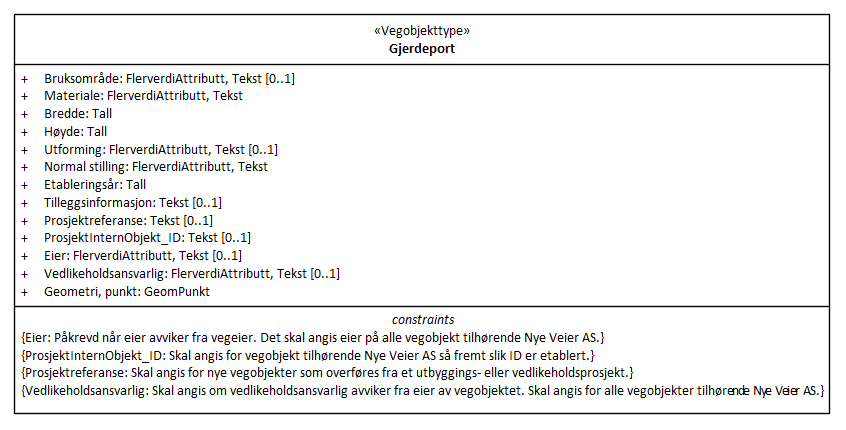 «Vegobjekttype»
Gjerdeport
+ Bruksområde: FlerverdiAttributt, Tekst [0..1]
+ Materiale: FlerverdiAttributt, Tekst
+ Bredde: Tall
+ Høyde: Tall
+ Utforming: FlerverdiAttributt, Tekst [0..1]
+ Normal stilling: FlerverdiAttributt, Tekst
+ Etableringsår: Tall
+ Tilleggsinformasjon: Tekst [0..1]
+ Prosjektreferanse: Tekst [0..1]
+ ProsjektInternObjekt_ID: Tekst [0..1]
+ Eier: FlerverdiAttributt, Tekst [0..1]
+ Vedlikeholdsansvarlig: FlerverdiAttributt, Tekst [0..1]
+ Geometri, punkt: GeomPunkt
constraints
{Eier: Påkrevd når eier avviker fra vegeier. Det skal angis eier på alle vegobjekt tilhørende Nye Veier AS.}
{ProsjektInternObjekt_ID: Skal angis for vegobjekt tilhørende Nye Veier AS så fremt slik ID er etablert.}
{Prosjektreferanse: Skal angis for nye vegobjekter som overføres fra et utbyggings- eller vedlikeholdsprosjekt.}
{Vedlikeholdsansvarlig: Skal angis om vedlikeholdsansvarlig avviker fra eier av vegobjektet. Skal angis for alle vegobjekter tilhørende Nye Veier AS.}